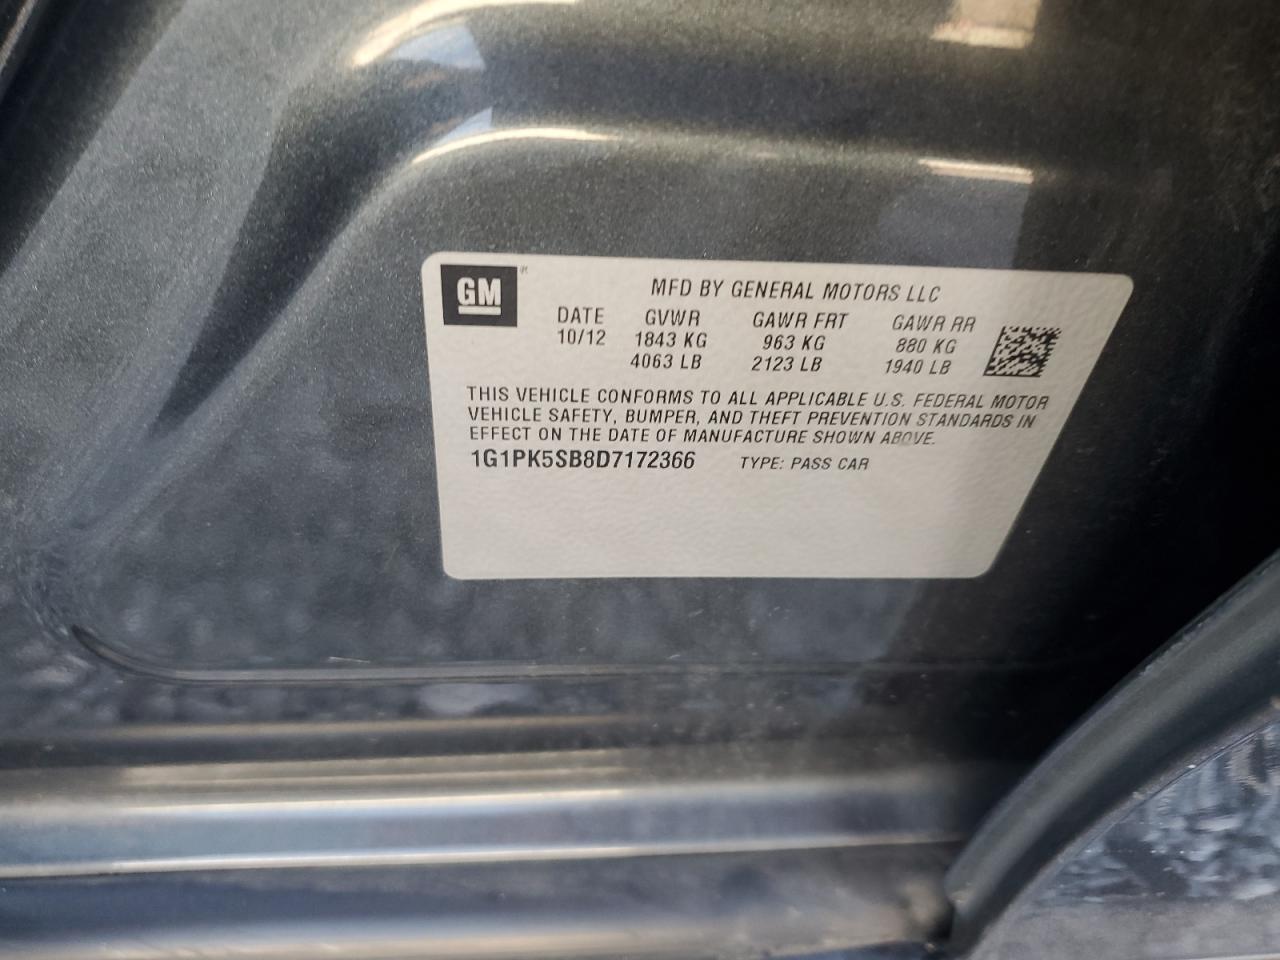 GM
MFD BY GENERAL MOTORS LLC
DATE GVWR GAWR FRT GAWR RR
10/12 1843 KG 963 KG 880 KG
4063 LB 2123 LB 1940 LB
THIS VEHICLE CONFORMS TO ALL APPLICABLE U.S. FEDERAL MOTOR
VEHICLE SAFETY, BUMPER, AND THEFT PREVENTION STANDARDS IN
EFFECT ON THE DATE OF MANUFACTURE SHOWN ABOVE.
1G1PK5SB8D7172366 TYPE: PASS CAR